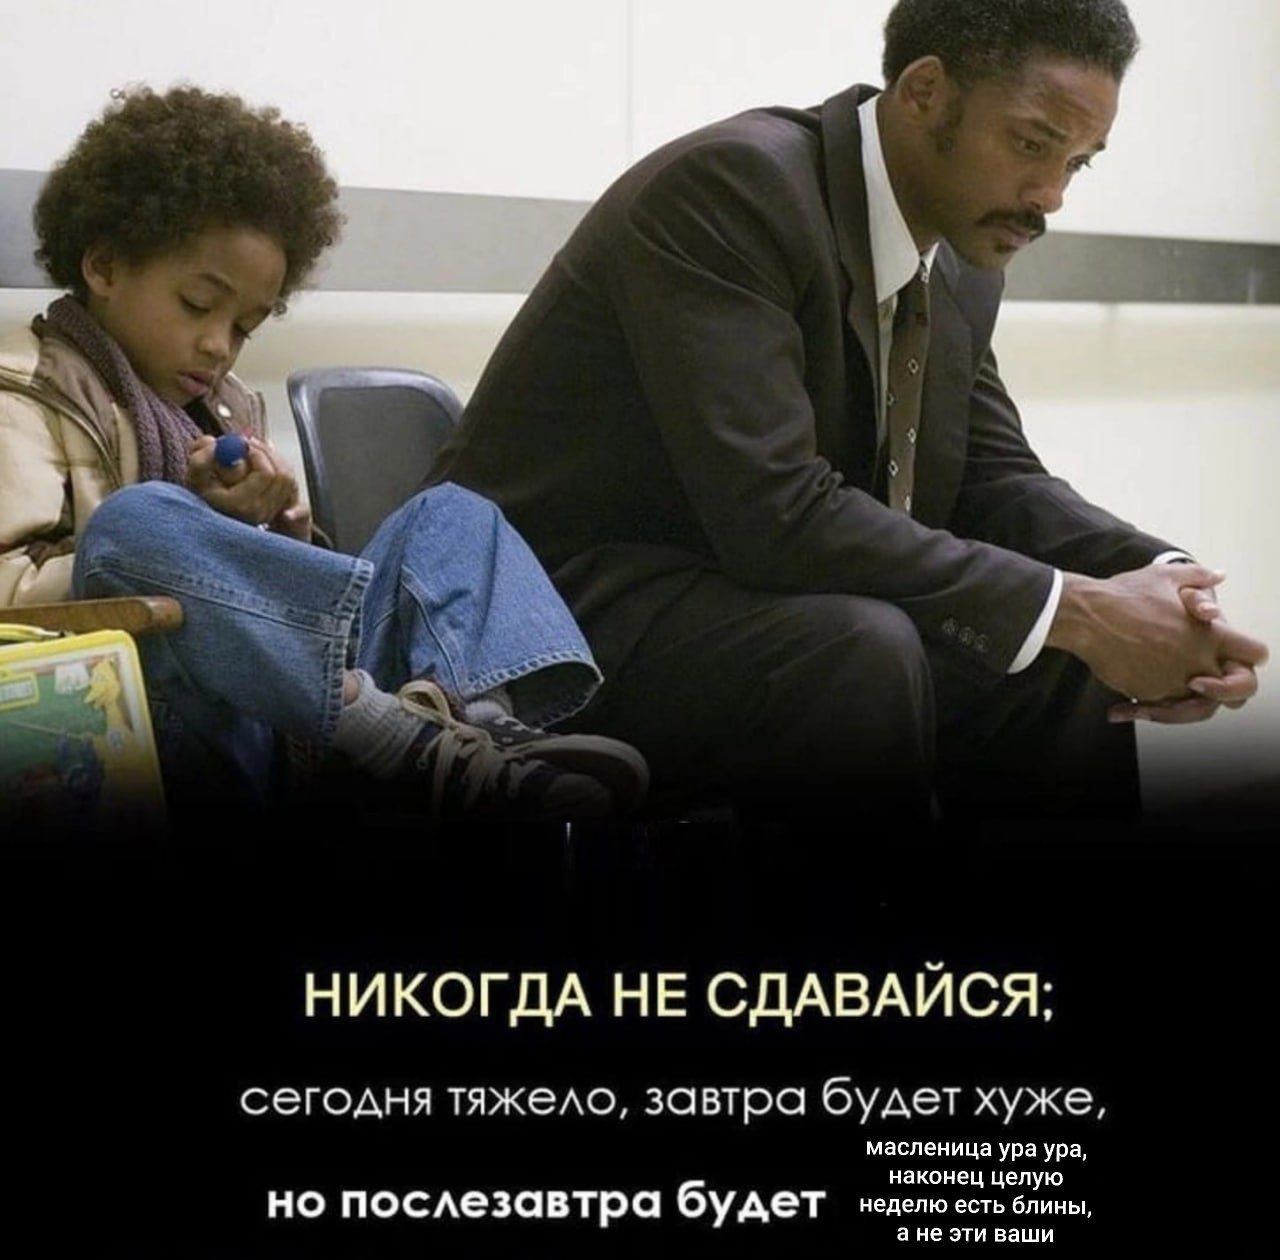 НИКОГДА НЕ СДАВАЙСЯ;
сегодня тяжело, завтра будет хуже,
но послезавтра будет
масленица ура ура,
наконец целую
неделю есть блины,
а не эти ваши